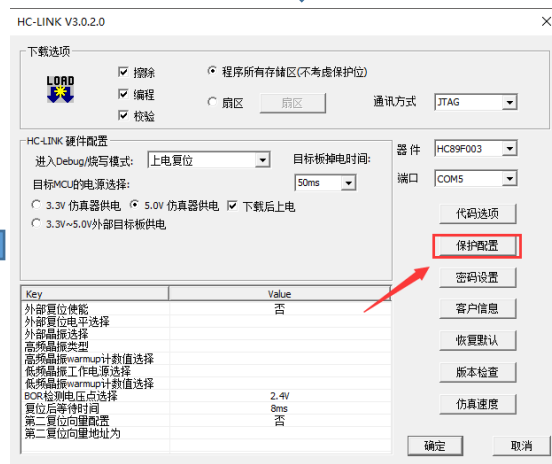 HC-LINK V3.0.2.0
下载选项
LOAD
擦除
编程
校验
程序所有存储区(不考虑保护位)
扇区
扇区
通讯方式
JTAG
HC-LINK 硬件配置
进入Debug/烧写模式:
上电复位
目标板掉电时间:
50ms
目标MCU的电源选择:
3.3V 仿真器供电
5.0V 仿真器供电
下载后上电
3.3V~5.0V外部目标板供电
器件
HC89F003
端口
COM5
代码选项
保护配置
密码设置
客户信息
恢复默认
版本检查
仿真速度
Key Value
外部复位使能 否
外部复位电平选择
外部晶振选择
高频晶振类型
高频晶振warmup计数值选择
低频晶振工作电源选择
低频晶振warmup计数值选择
BOR检测电压点选择 2.4V
复位后等待时间 8ms
第二复位向量配置 否
第二复位向量地址为
确定
取消